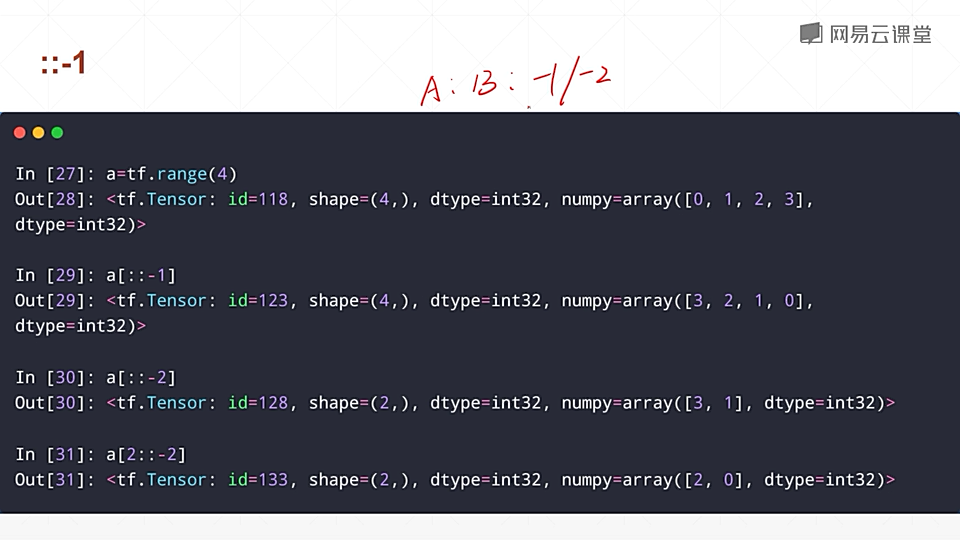 网易云课堂
::-1
A:B:-1/-2
In [27]: a=tf.range(4)
Out[28]: <tf.Tensor: id=118, shape=(4,), dtype=int32, numpy=array([0, 1, 2, 3],
dtype=int32)>
In [29]: a[::-1]
Out[29]: <tf.Tensor: id=123, shape=(4,), dtype=int32, numpy=array([3, 2, 1, 0],
dtype=int32)>
In [30]: a[::-2]
Out[30]: <tf.Tensor: id=128, shape=(2,), dtype=int32, numpy=array([3, 1], dtype=int32)>
In [31]: a[2::-2]
Out[31]: <tf.Tensor: id=133, shape=(2,), dtype=int32, numpy=array([2, 0], dtype=int32)>